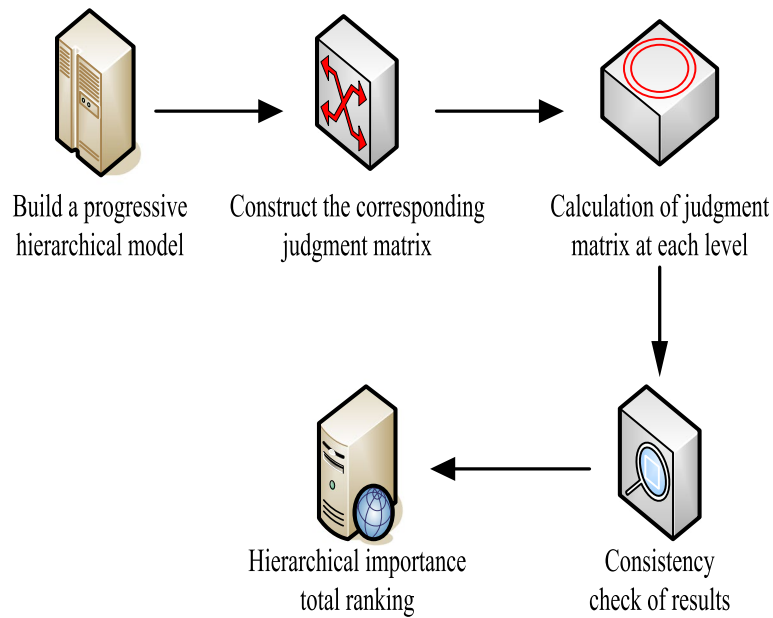 Build a progressive
hierarchical model
Construct the corresponding
judgment matrix
Calculation of judgment
matrix at each level
Consistency
check of results
Hierarchical importance
total ranking